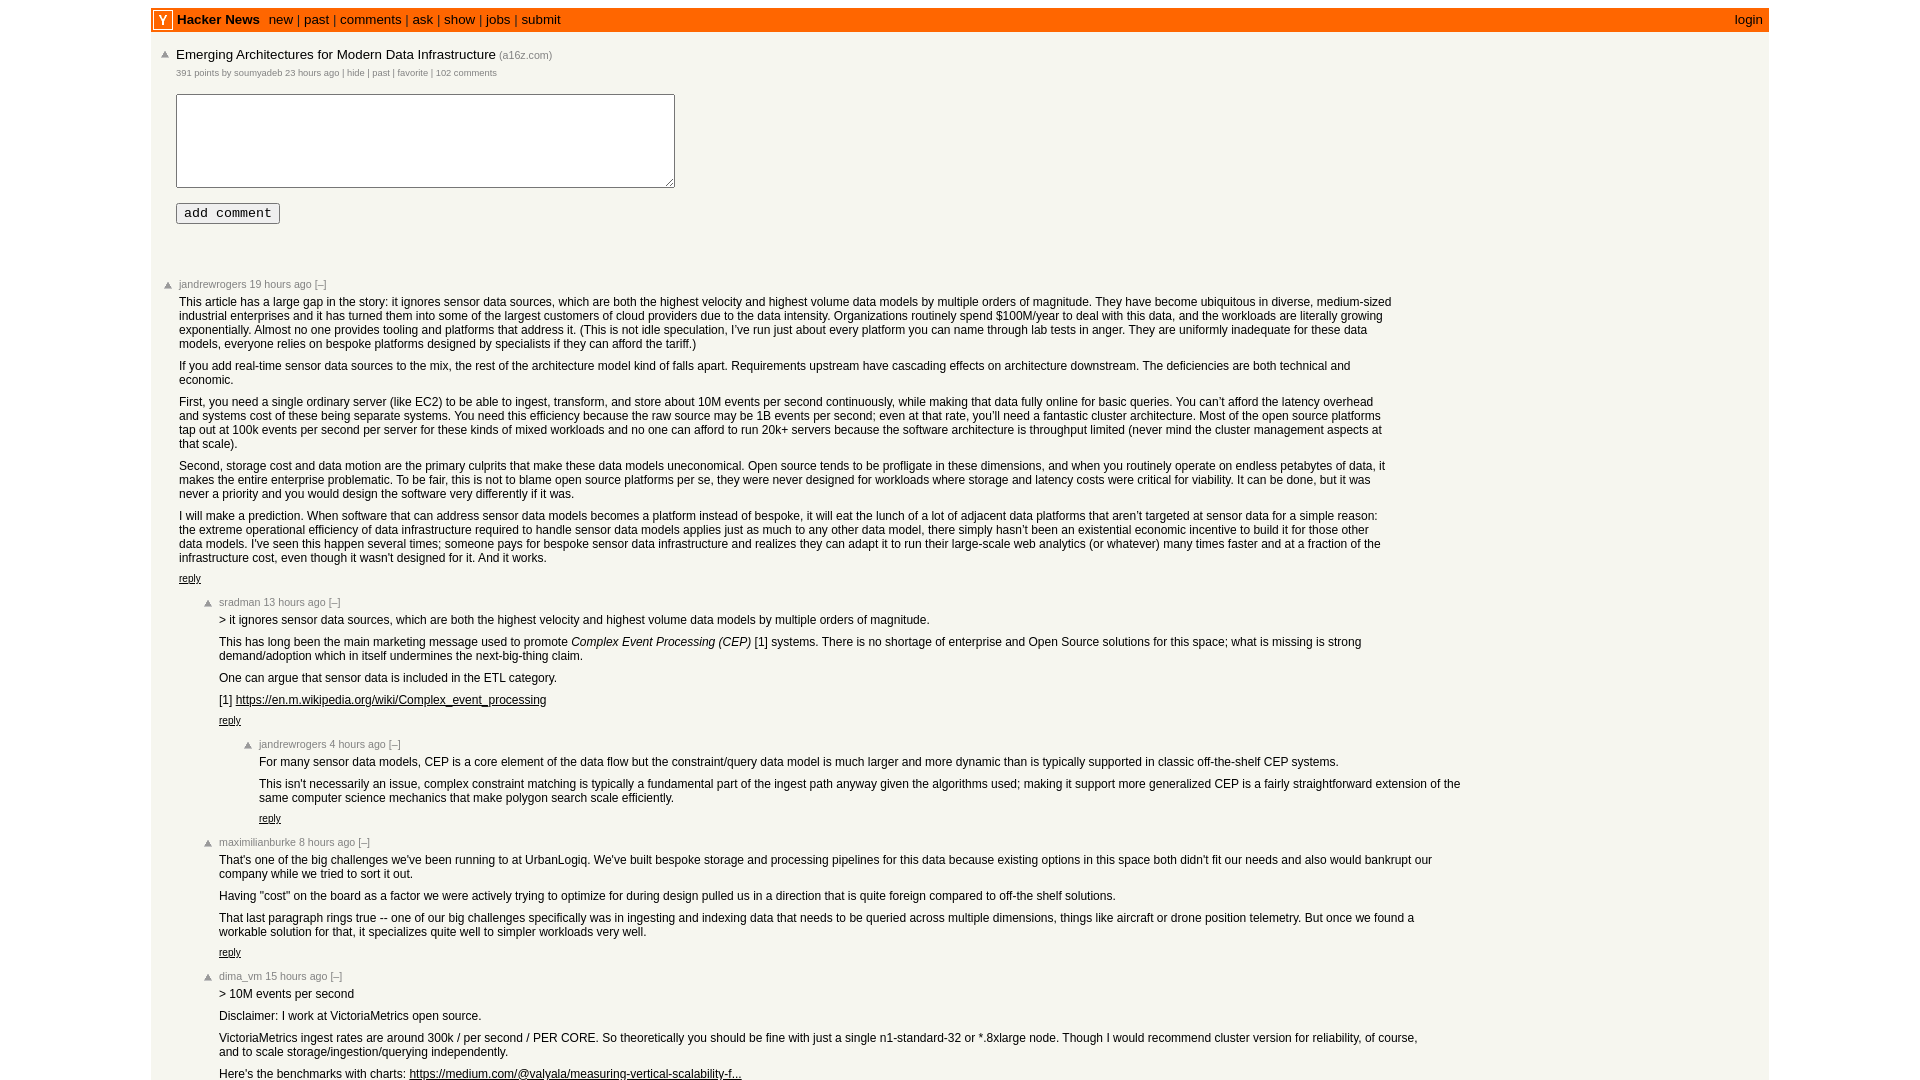 Y Hacker News new | past | comments | ask | show | jobs | submit login
Emerging Architectures for Modern Data Infrastructure (a16z.com)
391 points by soumyadeb 23 hours ago | hide | past | favorite | 102 comments
add comment
jandrewrogers 19 hours ago [–]
This article has a large gap in the story: it ignores sensor data sources, which are both the highest velocity and highest volume data models by multiple orders of magnitude. They have become ubiquitous in diverse, medium-sized
industrial enterprises and it has turned them into some of the largest customers of cloud providers due to the data intensity. Organizations routinely spend $100M/year to deal with this data, and the workloads are literally growing
exponentially. Almost no one provides tooling and platforms that address it. (This is not idle speculation, I’ve run just about every platform you can name through lab tests in anger. They are uniformly inadequate for these data
models, everyone relies on bespoke platforms designed by specialists if they can afford the tariff.)
If you add real-time sensor data sources to the mix, the rest of the architecture model kind of falls apart. Requirements upstream have cascading effects on architecture downstream. The deficiencies are both technical and
economic.
First, you need a single ordinary server (like EC2) to be able to ingest, transform, and store about 10M events per second continuously, while making that data fully online for basic queries. You can’t afford the latency overhead
and systems cost of these being separate systems. You need this efficiency because the raw source may be 1B events per second; even at that rate, you’ll need a fantastic cluster architecture. Most of the open source platforms
tap out at 100k events per second per server for these kinds of mixed workloads and no one can afford to run 20k+ servers because the software architecture is throughput limited (never mind the cluster management aspects at
that scale).
Second, storage cost and data motion are the primary culprits that make these data models uneconomical. Open source tends to be profligate in these dimensions, and when you routinely operate on endless petabytes of data, it
makes the entire enterprise problematic. To be fair, this is not to blame open source platforms per se, they were never designed for workloads where storage and latency costs were critical for viability. It can be done, but it was
never a priority and you would design the software very differently if it was.
I will make a prediction. When software that can address sensor data models becomes a platform instead of bespoke, it will eat the lunch of a lot of adjacent data platforms that aren’t targeted at sensor data for a simple reason:
the extreme operational efficiency of data infrastructure required to handle sensor data models applies just as much to any other data model, there simply hasn’t been an existential economic incentive to build it for those other
data models. I've seen this happen several times; someone pays for bespoke sensor data infrastructure and realizes they can adapt it to run their large-scale web analytics (or whatever) many times faster and at a fraction of the
infrastructure cost, even though it wasn't designed for it. And it works.
reply
sradman 13 hours ago [–]
> it ignores sensor data sources, which are both the highest velocity and highest volume data models by multiple orders of magnitude.
This has long been the main marketing message used to promote Complex Event Processing (CEP) [1] systems. There is no shortage of enterprise and Open Source solutions for this space; what is missing is strong
demand/adoption which in itself undermines the next-big-thing claim.
One can argue that sensor data is included in the ETL category.
[1] https://en.m.wikipedia.org/wiki/Complex_event_processing
reply
jandrewrogers 4 hours ago [–]
For many sensor data models, CEP is a core element of the data flow but the constraint/query data model is much larger and more dynamic than is typically supported in classic off-the-shelf CEP systems.
This isn't necessarily an issue, complex constraint matching is typically a fundamental part of the ingest path anyway given the algorithms used; making it support more generalized CEP is a fairly straightforward extension of the
same computer science mechanics that make polygon search scale efficiently.
reply
maximilianburke 8 hours ago [–]
That's one of the big challenges we've been running to at UrbanLogiq. We've built bespoke storage and processing pipelines for this data because existing options in this space both didn't fit our needs and also would bankrupt our
company while we tried to sort it out.
Having "cost" on the board as a factor we were actively trying to optimize for during design pulled us in a direction that is quite foreign compared to off-the shelf solutions.
That last paragraph rings true -- one of our big challenges specifically was in ingesting and indexing data that needs to be queried across multiple dimensions, things like aircraft or drone position telemetry. But once we found a
workable solution for that, it specializes quite well to simpler workloads very well.
reply
dima_vm 15 hours ago [–]
> 10M events per second
Disclaimer: I work at VictoriaMetrics open source.
VictoriaMetrics ingest rates are around 300k / per second / PER CORE. So theoretically you should be fine with just a single n1-standard-32 or *.8xlarge node. Though I would recommend cluster version for reliability, of course,
and to scale storage/ingestion/querying independently.
Here's the benchmarks with charts: https://medium.com/@valyala/measuring-vertical-scalability-f...